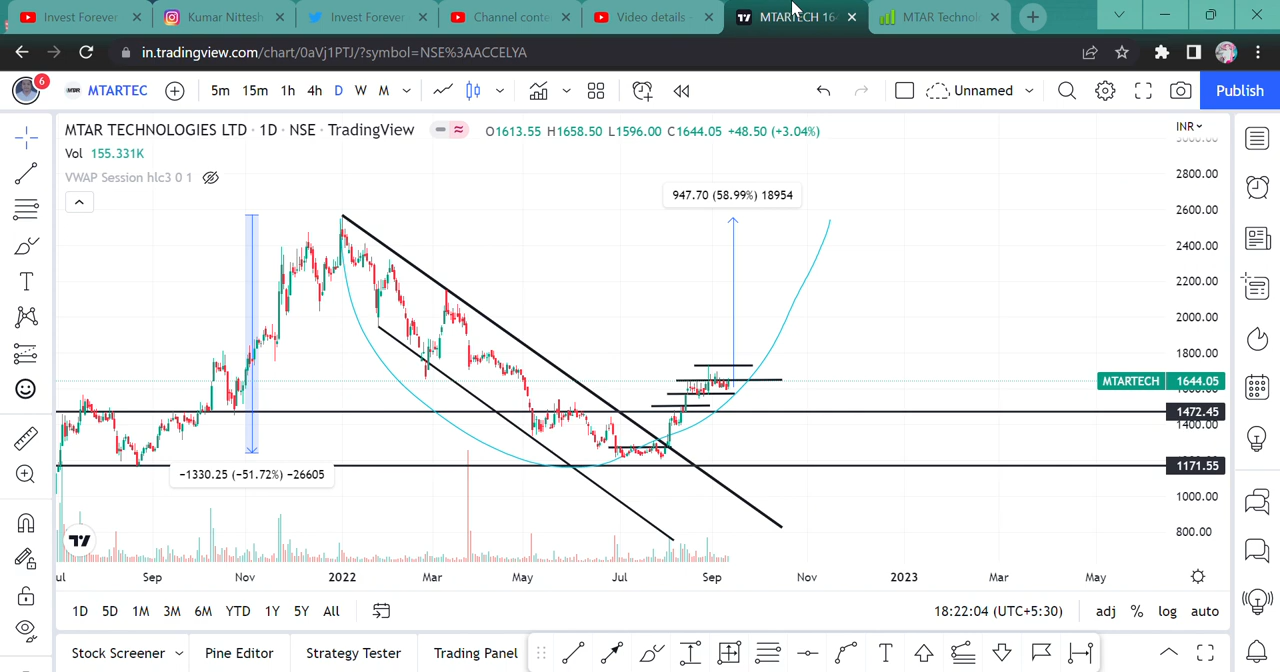 Invest Forever
Kumar Nittesh
Invest Forever
Channel conte
Video details -
MTARTECH 16
MTAR Technol
in.tradingview.com/chart/0aVj1PTJ/?symbol=NSE%3AACCELYA
6
MTARTEC
5m 15m 1h 4h D W M
Unnamed
Publish
MTAR TECHNOLOGIES LTD · 1D · NSE · TradingView
O1613.55 H1658.50 L1596.00 C1644.05 +48.50 (+3.04%)
INR
Vol 155.331K
VWAP Session hlc3 0 1
2800.00
947.70 (58.99%) 18954
2600.00
2400.00
2200.00
2000.00
1800.00
MTARTECH 1644.05
1472.45
1400.00
1171.55
−1330.25 (−51.72%) −26605
1000.00
800.00
Sep Nov 2022 Mar May Jul Sep Nov 2023 Mar May
1D 5D 1M 3M 6M YTD 1Y 5Y All
18:22:04 (UTC+5:30)
adj % log auto
Stock Screener Pine Editor Strategy Tester Trading Panel